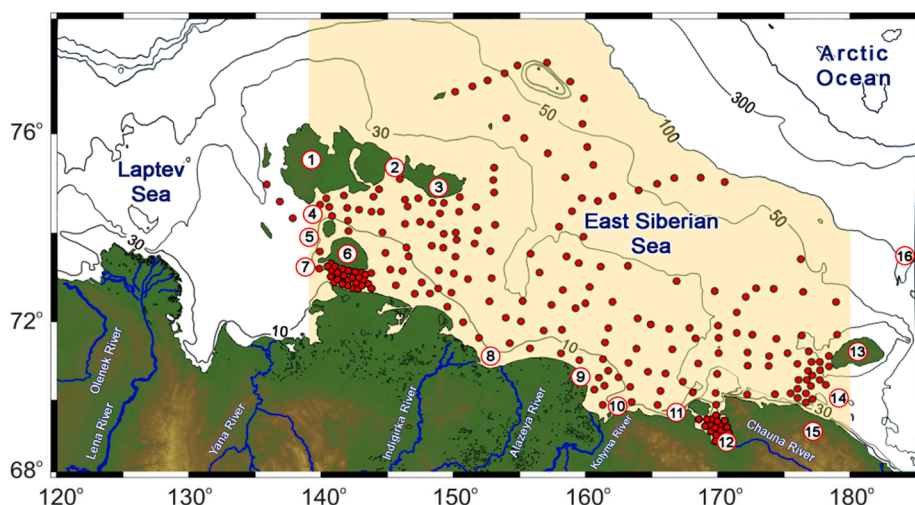 Arctic
Ocean
300
100
50
30
76°
1
2
3
Laptev
Sea
50
4
East Siberian
Sea
5
6
16
30
7
72°
10
10
13
8
9
30
14
10
11
12
15
Olenek River
Lena River
Yana River
Indigirka River
Alazeya River
Kolyma River
Chauna River
68°
120° 130° 140° 150° 160° 170° 180°